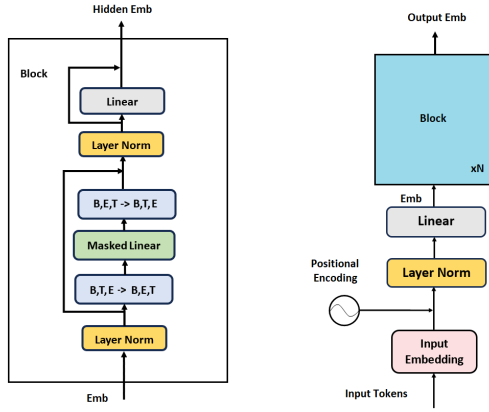 Hidden Emb
Block
Linear
Layer Norm
B,E,T -> B,T,E
Masked Linear
B,T,E -> B,E,T
Layer Norm
Emb
Output Emb
Block
xN
Emb
Linear
Layer Norm
Positional
Encoding
Input
Embedding
Input Tokens